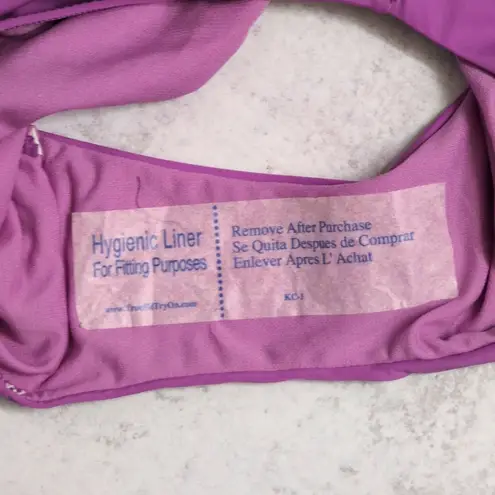 Hygienic Liner
For Fitting Purposes
Remove After Purchase
Se Quita Despues de Comprar
Enlever Apres L' Achat
KC-1